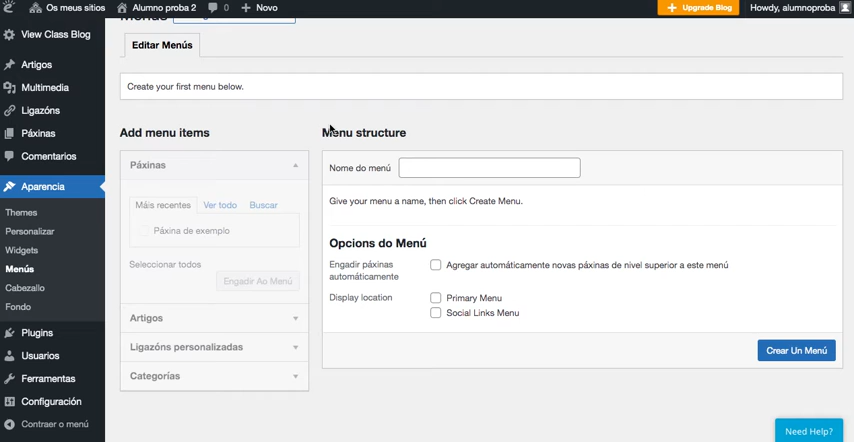 Os meus sitios
Alumno proba 2
0
Novo
Upgrade Blog
Howdy, alumnoproba
View Class Blog
Artigos
Multimedia
Ligazóns
Páxinas
Comentarios
Aparencia
Themes
Personalizar
Widgets
Menús
Cabezallo
Fondo
Plugins
Usuarios
Ferramentas
Configuración
Contraer o menú
Menús
Editar Menús
Create your first menu below.
Add menu items
Páxinas
Máis recentes
Ver todo
Buscar
Páxina de exemplo
Seleccionar todos
Engadir Ao Menú
Artigos
Ligazóns personalizadas
Categorías
Menu structure
Nome do menú
Give your menu a name, then click Create Menu.
Opcions do Menú
Engadir páxinas
automáticamente
Agregar automáticamente novas páxinas de nivel superior a este menú
Display location
Primary Menu
Social Links Menu
Crear Un Menú
Need Help?